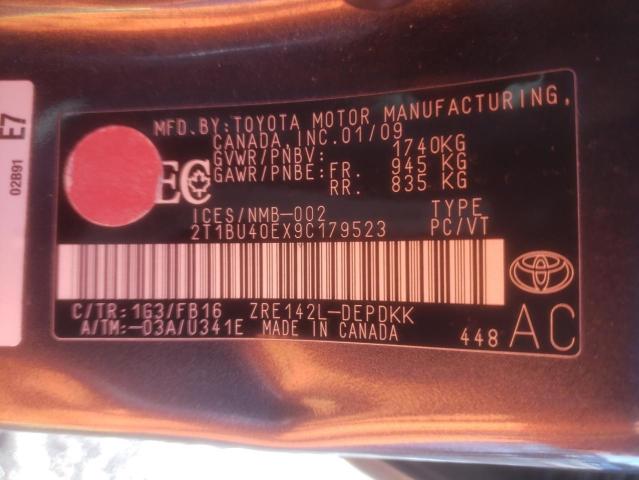 E7
02B91
MFD.BY:TOYOTA MOTOR MANUFACTURING,
CANADA,INC.01/09
GVWR/PNBV: 1740KG
GAWR/PNBE:FR. 945 KG
RR. 835 KG
EC
ICES/NMB-002 TYPE
2T1BU40EX9C179523 PC/VT
C/TR:1G3/FB16 ZRE142L-DEPDKK
A/TM:-03A/U341E MADE IN CANADA 448 AC